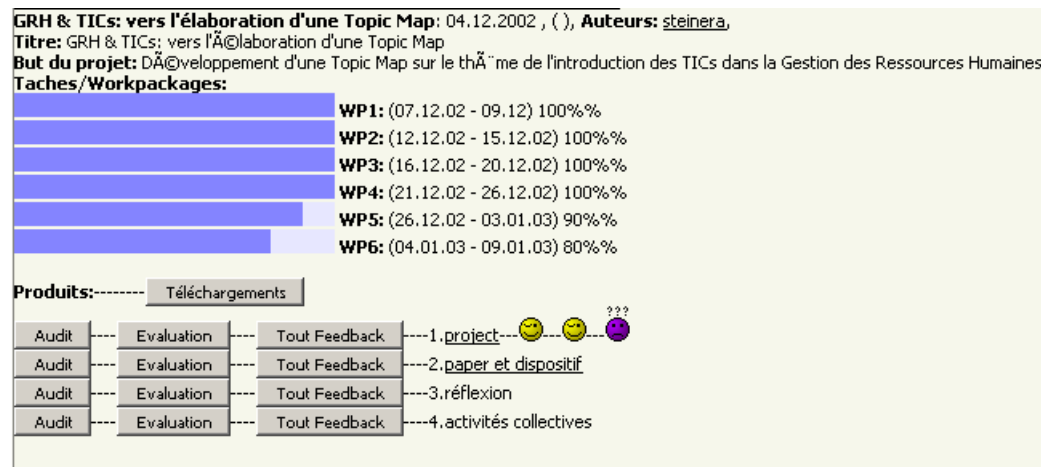 GRH & TICs: vers l'élaboration d'une Topic Map: 04.12.2002 , ( ), Auteurs: steinera,
Titre: GRH & TICs: vers l'Ã©laboration d'une Topic Map
But du projet: DÃ©veloppement d'une Topic Map sur le thÃ¨me de l'introduction des TICs dans la Gestion des Ressources Humaines
Taches/Workpackages:
WP1: (07.12.02 - 09.12) 100%%
WP2: (12.12.02 - 15.12.02) 100%%
WP3: (16.12.02 - 20.12.02) 100%%
WP4: (21.12.02 - 26.12.02) 100%%
WP5: (26.12.02 - 03.01.03) 90%%
WP6: (04.01.03 - 09.01.03) 80%%
Produits:-------- Téléchargements
???
Audit ---- Evaluation ---- Tout Feedback ----1.project--- --- ---
Audit ---- Evaluation ---- Tout Feedback ----2.paper et dispositif
Audit ---- Evaluation ---- Tout Feedback ----3.réflexion
Audit ---- Evaluation ---- Tout Feedback ----4.activités collectives